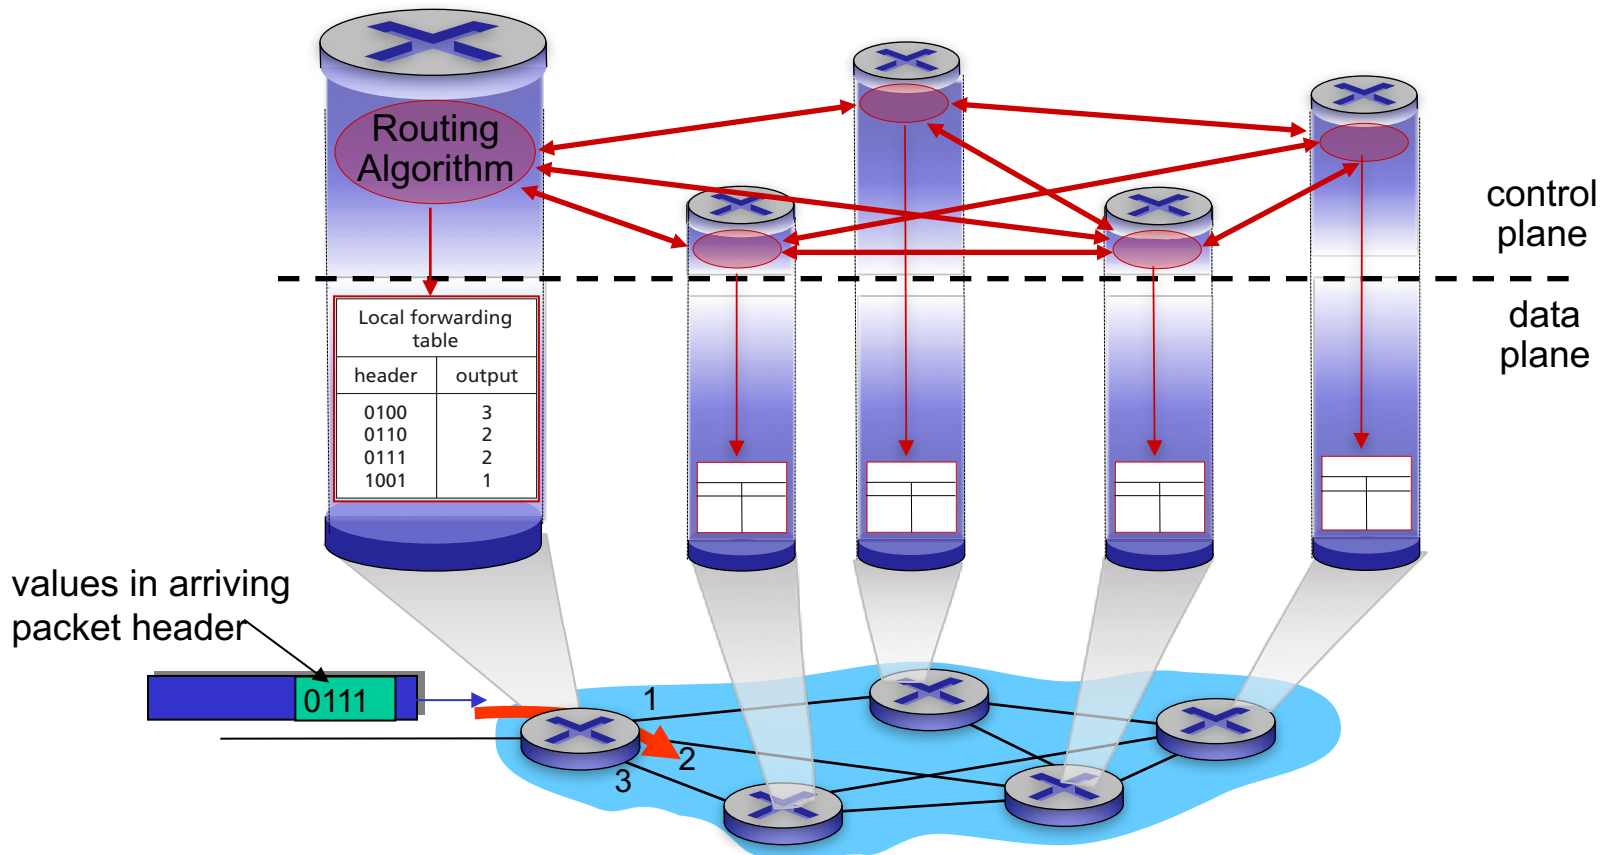 Routing
Algorithm
control
plane
data
plane
Local forwarding
table
header output
0100 3
0110 2
0111 2
1001 1
values in arriving
packet header
0111
1
2
3